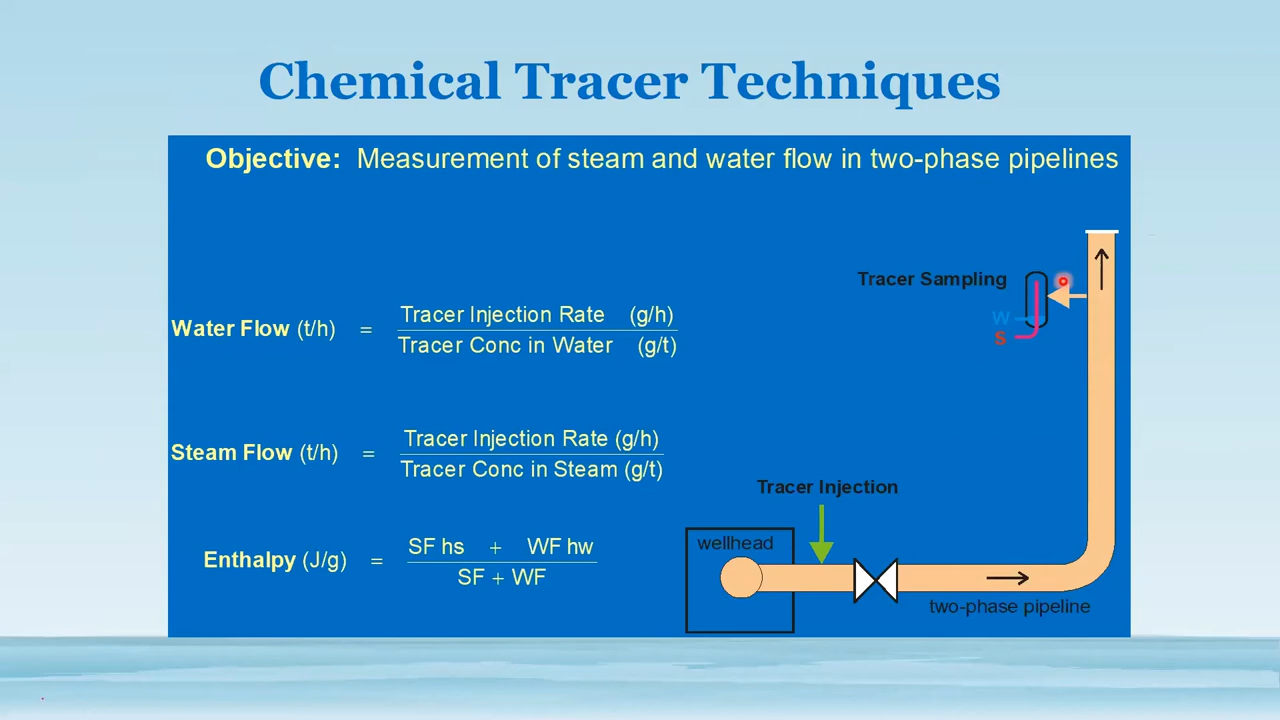 Chemical Tracer Techniques
Objective: Measurement of steam and water flow in two-phase pipelines
Tracer Sampling
W
S
Water Flow (t/h) = Tracer Injection Rate (g/h)
Tracer Conc in Water (g/t)
Steam Flow (t/h) = Tracer Injection Rate (g/h)
Tracer Conc in Steam (g/t)
Enthalpy (J/g) = SF hs + WF hw
SF + WF
Tracer Injection
wellhead
two-phase pipeline